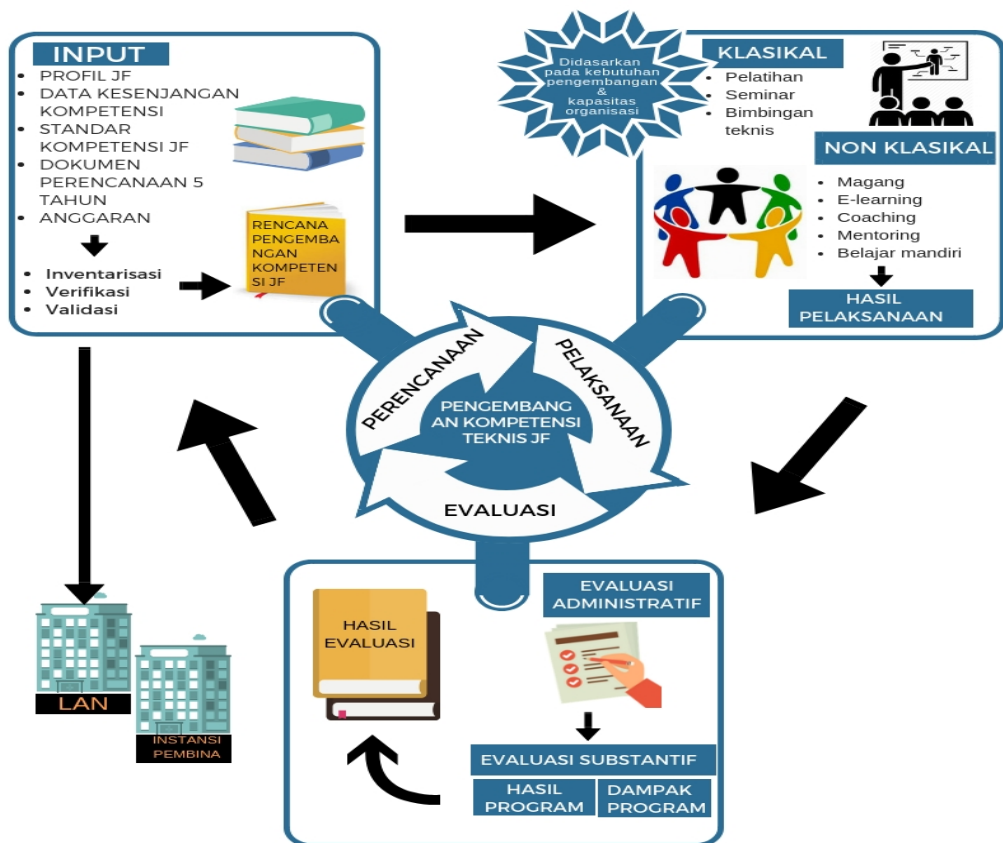 INPUT
• PROFIL JF
• DATA KESENJANGAN
KOMPETENSI
• STANDAR
KOMPETENSI JF
• DOKUMEN
PERENCANAAN 5
TAHUN
• ANGGARAN
• Inventarisasi
• Verifikasi
• Validasi
RENCANA
PENGEMBA
NGAN
KOMPETEN
SI JF
Didasarkan
pada kebutuhan
pengembangan
&
kapasitas
organisasi
KLASIKAL
• Pelatihan
• Seminar
• Bimbingan
teknis
NON KLASIKAL
• Magang
• E-learning
• Coaching
• Mentoring
• Belajar mandiri
HASIL
PELAKSANAAN
PERENCANAAN
PELAKSANAAN
PENGEMBANG
AN KOMPETENSI
TEKNIS JF
EVALUASI
LAN
INSTANSI
PEMBINA
HASIL
EVALUASI
EVALUASI
ADMINISTRATIF
EVALUASI SUBSTANTIF
HASIL
PROGRAM
DAMPAK
PROGRAM